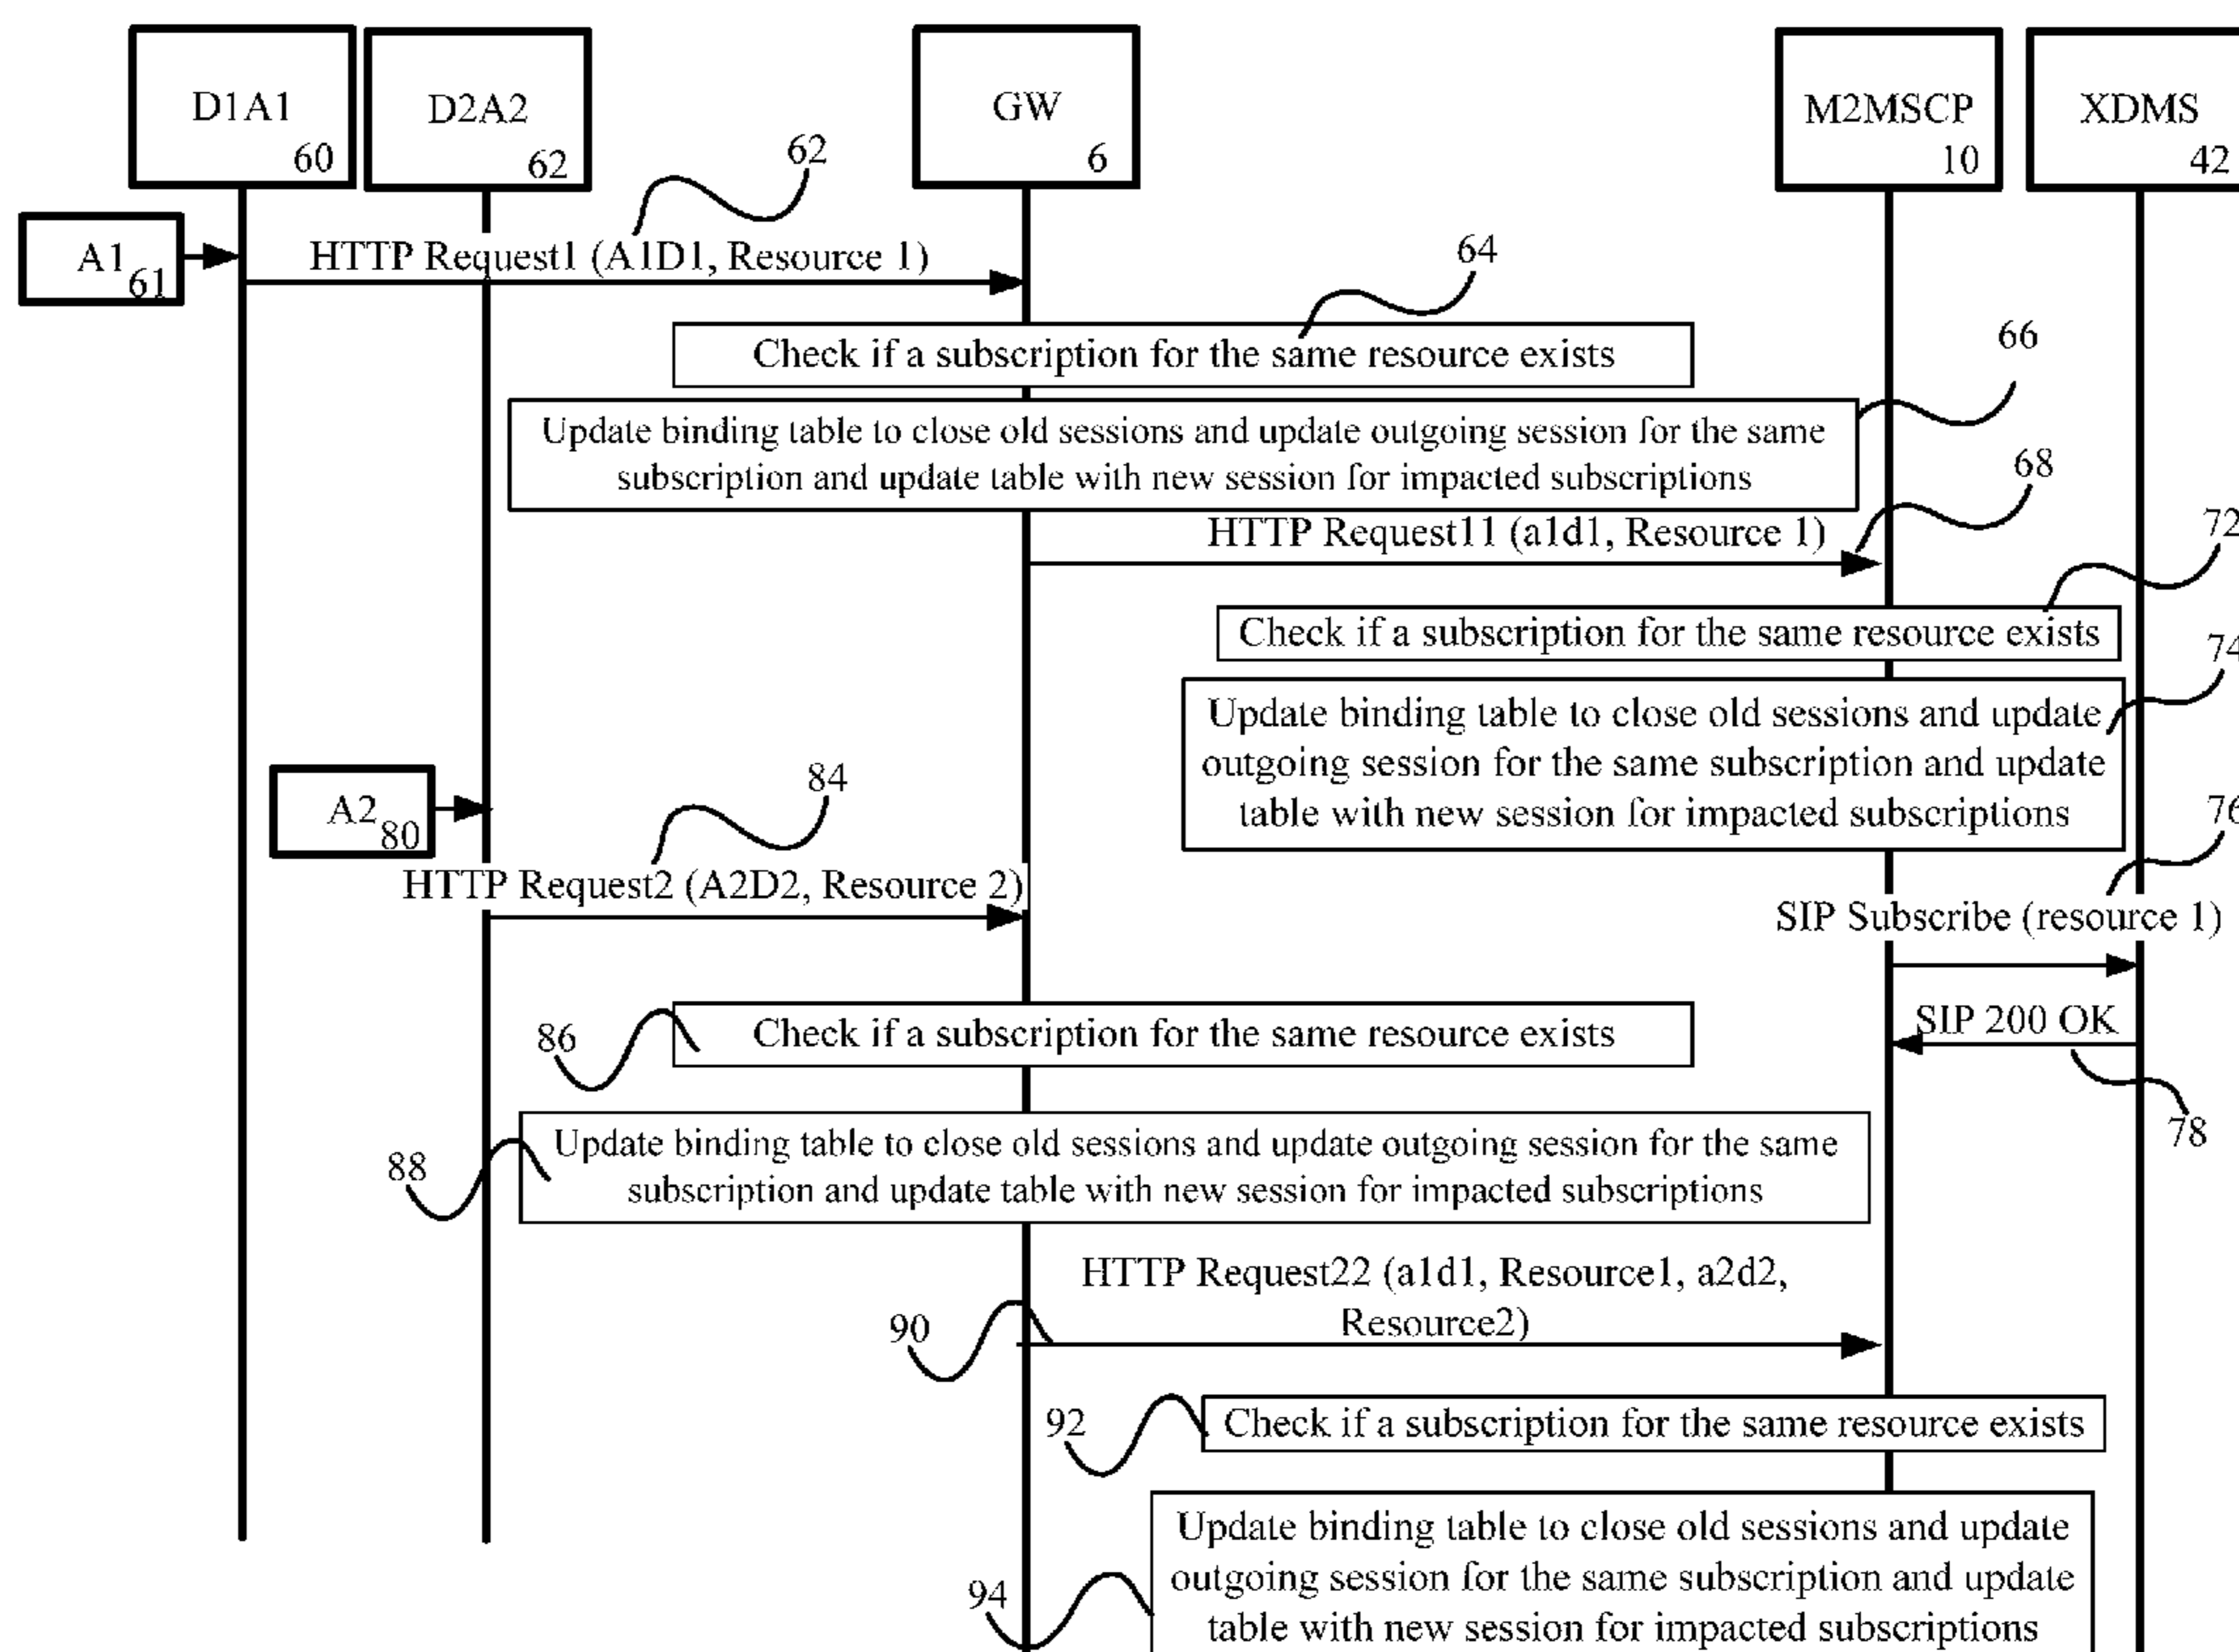 D1A1
60
D2A2
62
GW
6
M2MSCP
10
XDMS
42
62
A1
61
HTTP Request1 (A1D1, Resource 1)
64
Check if a subscription for the same resource exists
66
Update binding table to close old sessions and update outgoing session for the same
subscription and update table with new session for impacted subscriptions
68
HTTP Request11 (a1d1, Resource 1)
72
Check if a subscription for the same resource exists
74
Update binding table to close old sessions and update
outgoing session for the same subscription and update
table with new session for impacted subscriptions
A2
80
84
76
HTTP Request2 (A2D2, Resource 2)
SIP Subscribe (resource 1)
86
Check if a subscription for the same resource exists
SIP 200 OK
78
88
Update binding table to close old sessions and update outgoing session for the same
subscription and update table with new session for impacted subscriptions
HTTP Request22 (a1d1, Resource1, a2d2,
Resource2)
90
92
Check if a subscription for the same resource exists
94
Update binding table to close old sessions and update
outgoing session for the same subscription and update
table with new session for impacted subscriptions